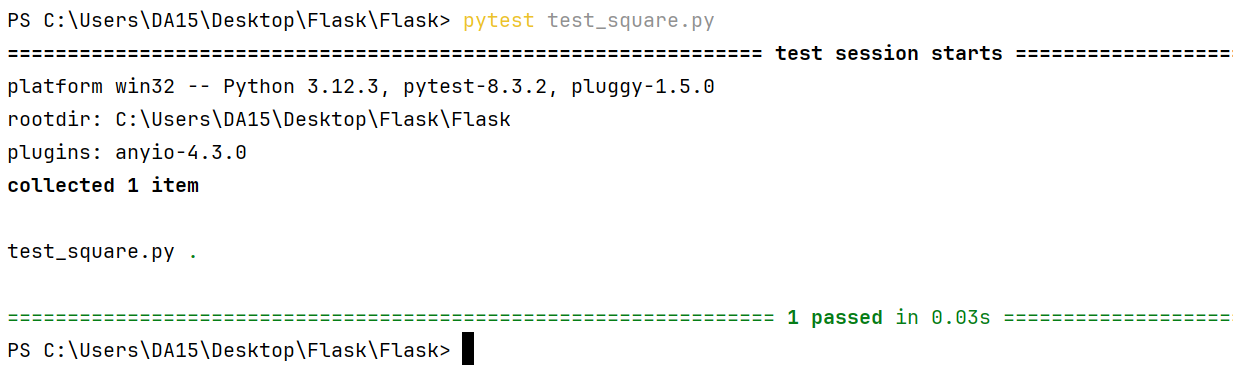 PS C:\Users\DA15\Desktop\Flask\Flask> pytest test_square.py
=============================================================== test session starts ==================
platform win32 -- Python 3.12.3, pytest-8.3.2, pluggy-1.5.0
rootdir: C:\Users\DA15\Desktop\Flask\Flask
plugins: anyio-4.3.0
collected 1 item
test_square.py .
================================================================ 1 passed in 0.03s ===================
PS C:\Users\DA15\Desktop\Flask\Flask>